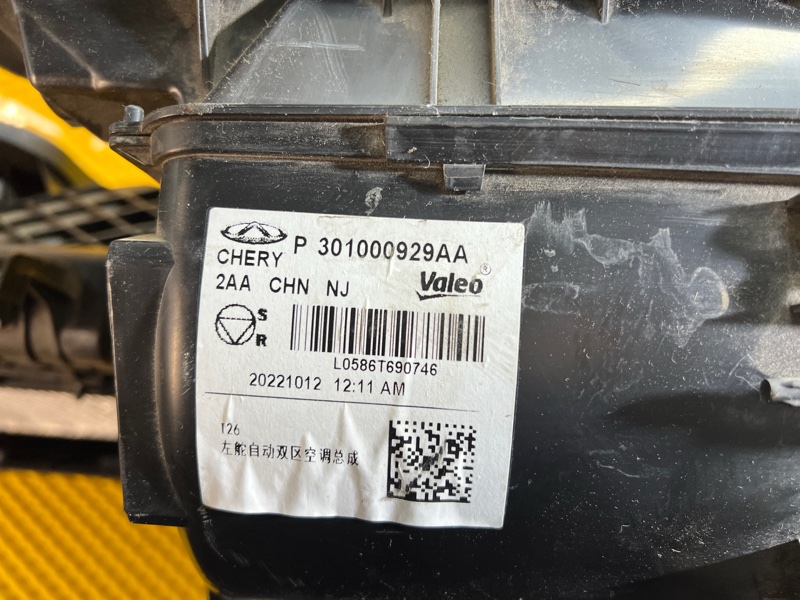 CHERY P 301000929AA
2AA CHN NJ Valeo®
S
R
L0586T690746
20221012 12:11 AM
T26
左舵自动双区空调总成